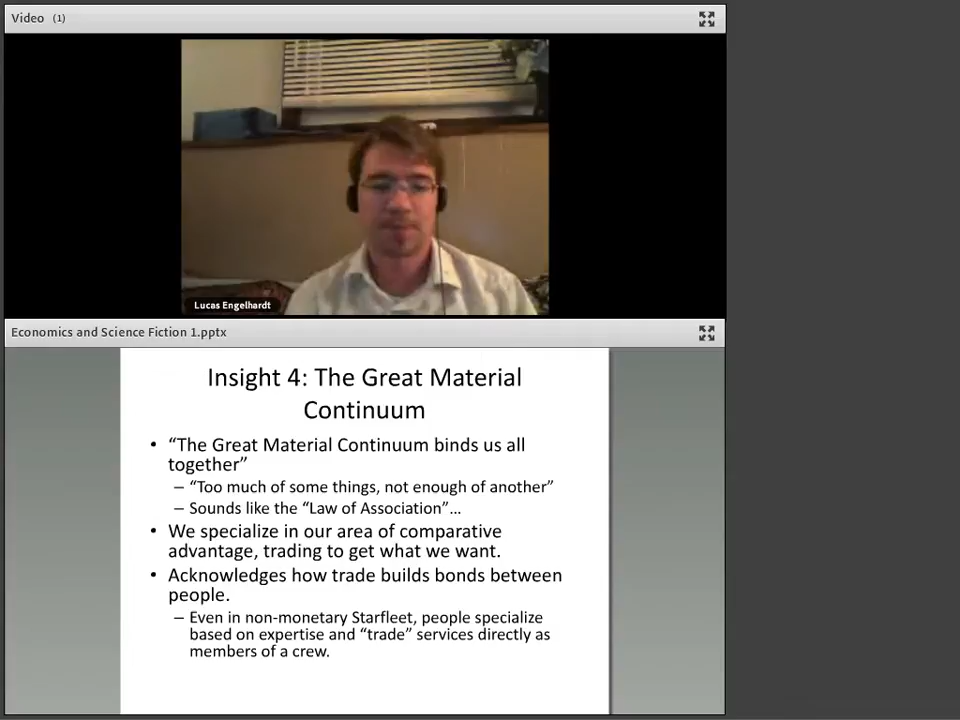 Video (1)
Lucas Engelhardt
Economics and Science Fiction 1.pptx
Insight 4: The Great Material
Continuum
• “The Great Material Continuum binds us all
together”
– “Too much of some things, not enough of another”
– Sounds like the “Law of Association”...
• We specialize in our area of comparative
advantage, trading to get what we want.
• Acknowledges how trade builds bonds between
people.
– Even in non-monetary Starfleet, people specialize
based on expertise and “trade” services directly as
members of a crew.